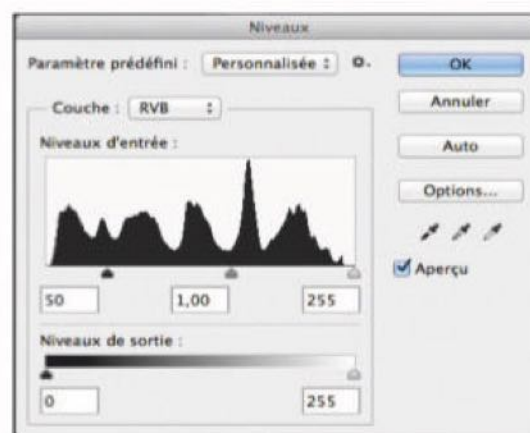 Niveaux
Paramètre prédéfini : Personnalisée
OK
Couche : RVB
Annuler
Niveaux d'entrée :
Auto
Options...
Aperçu
50 1,00 255
Niveaux de sortie :
0 255